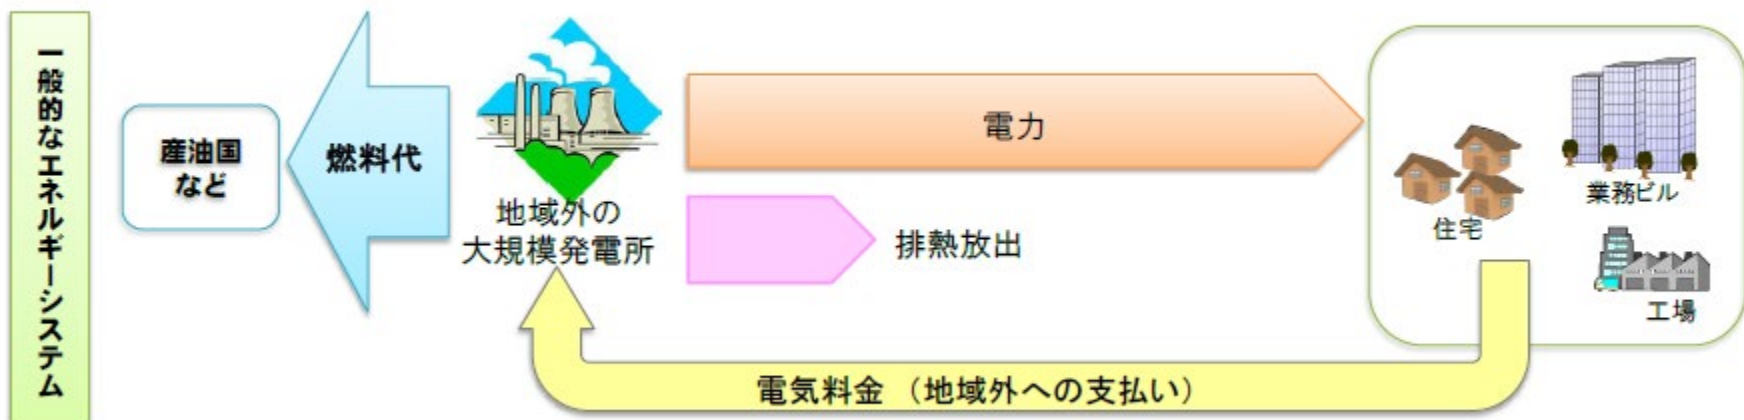 一般的なエネルギーシステム
産油国
など
燃料代
地域外の
大規模発電所
電力
排熱放出
業務ビル
住宅
工場
電気料金 （地域外への支払い）